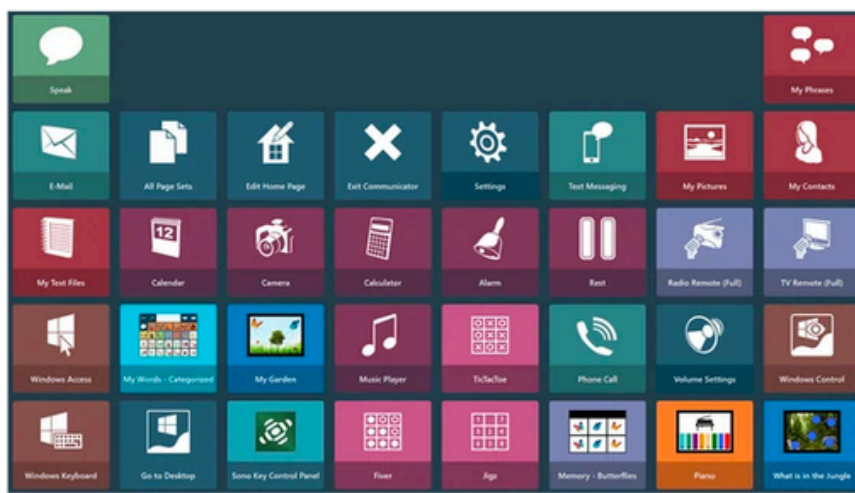 Speak
My Phrases
E-Mail
All Page Sets
Edit Home Page
Exit Communicator
Settings
Text Messaging
My Pictures
My Contacts
My Text Files
12
Calendar
Camera
Calculator
Alarm
Rest
Radio Remote (Full)
TV Remote (Full)
Windows Access
My Words - Categorized
My Garden
Music Player
TicTacToe
Phone Call
Volume Settings
Windows Control
Windows Keyboard
Go to Desktop
Sono Key Control Panel
Fiver
Jigz
Memory - Butterflies
Piano
What is in the Jungle